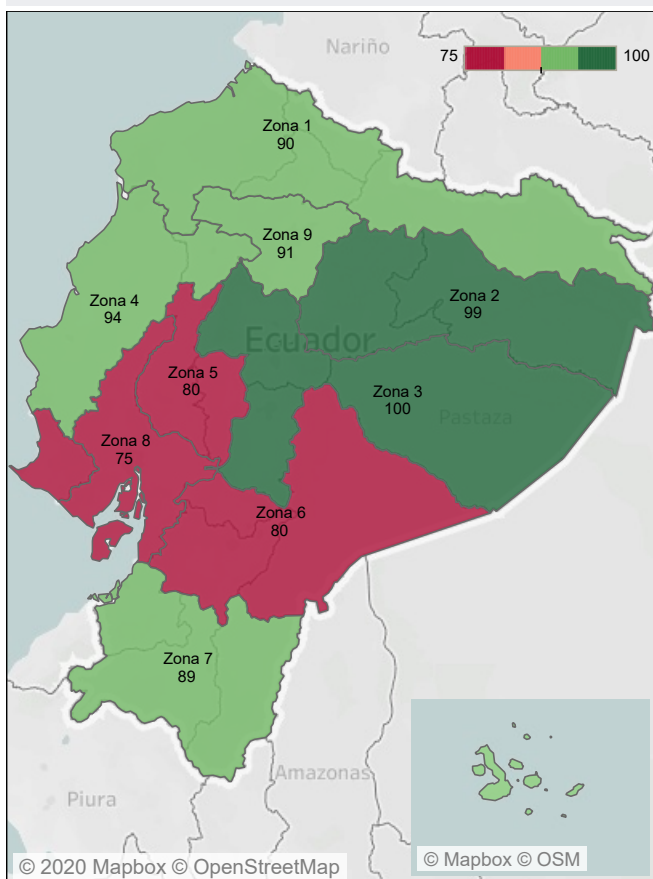 Nariño
75
100
Zona 1
90
Zona 9
91
Zona 4
94
Zona 2
99
Ecuador
Zona 5
80
Zona 3
100
Pastaza
Zona 8
75
Zona 6
80
Zona 7
89
Amazonas
Piura
© 2020 Mapbox © OpenStreetMap
© Mapbox © OSM